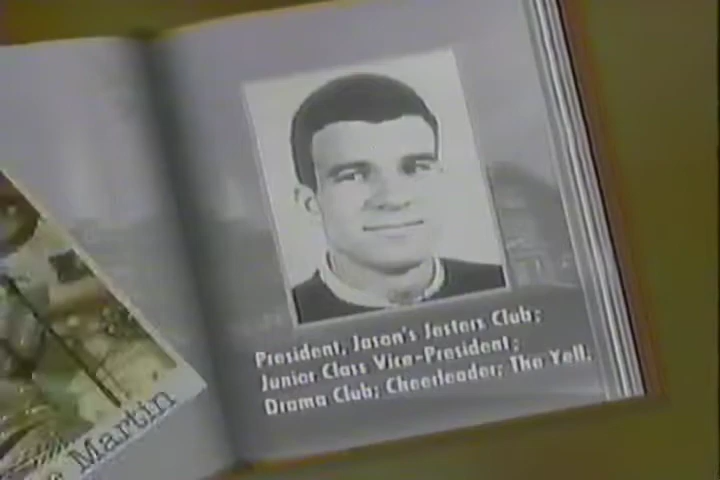 Martin
President, Jason's Jesters Club;
Junior Class Vice-President;
Drama Club; Cheerleader; The Yell.